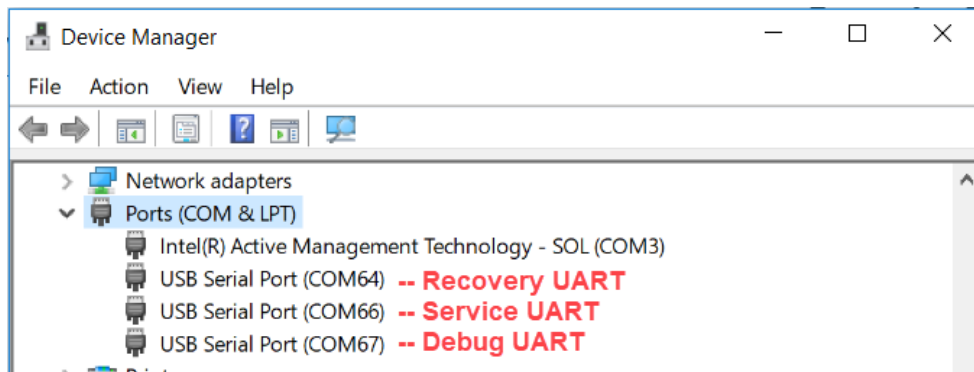 Device Manager
File Action View Help
Network adapters
Ports (COM & LPT)
Intel(R) Active Management Technology - SOL (COM3)
USB Serial Port (COM64) -- Recovery UART
USB Serial Port (COM66) -- Service UART
USB Serial Port (COM67) -- Debug UART